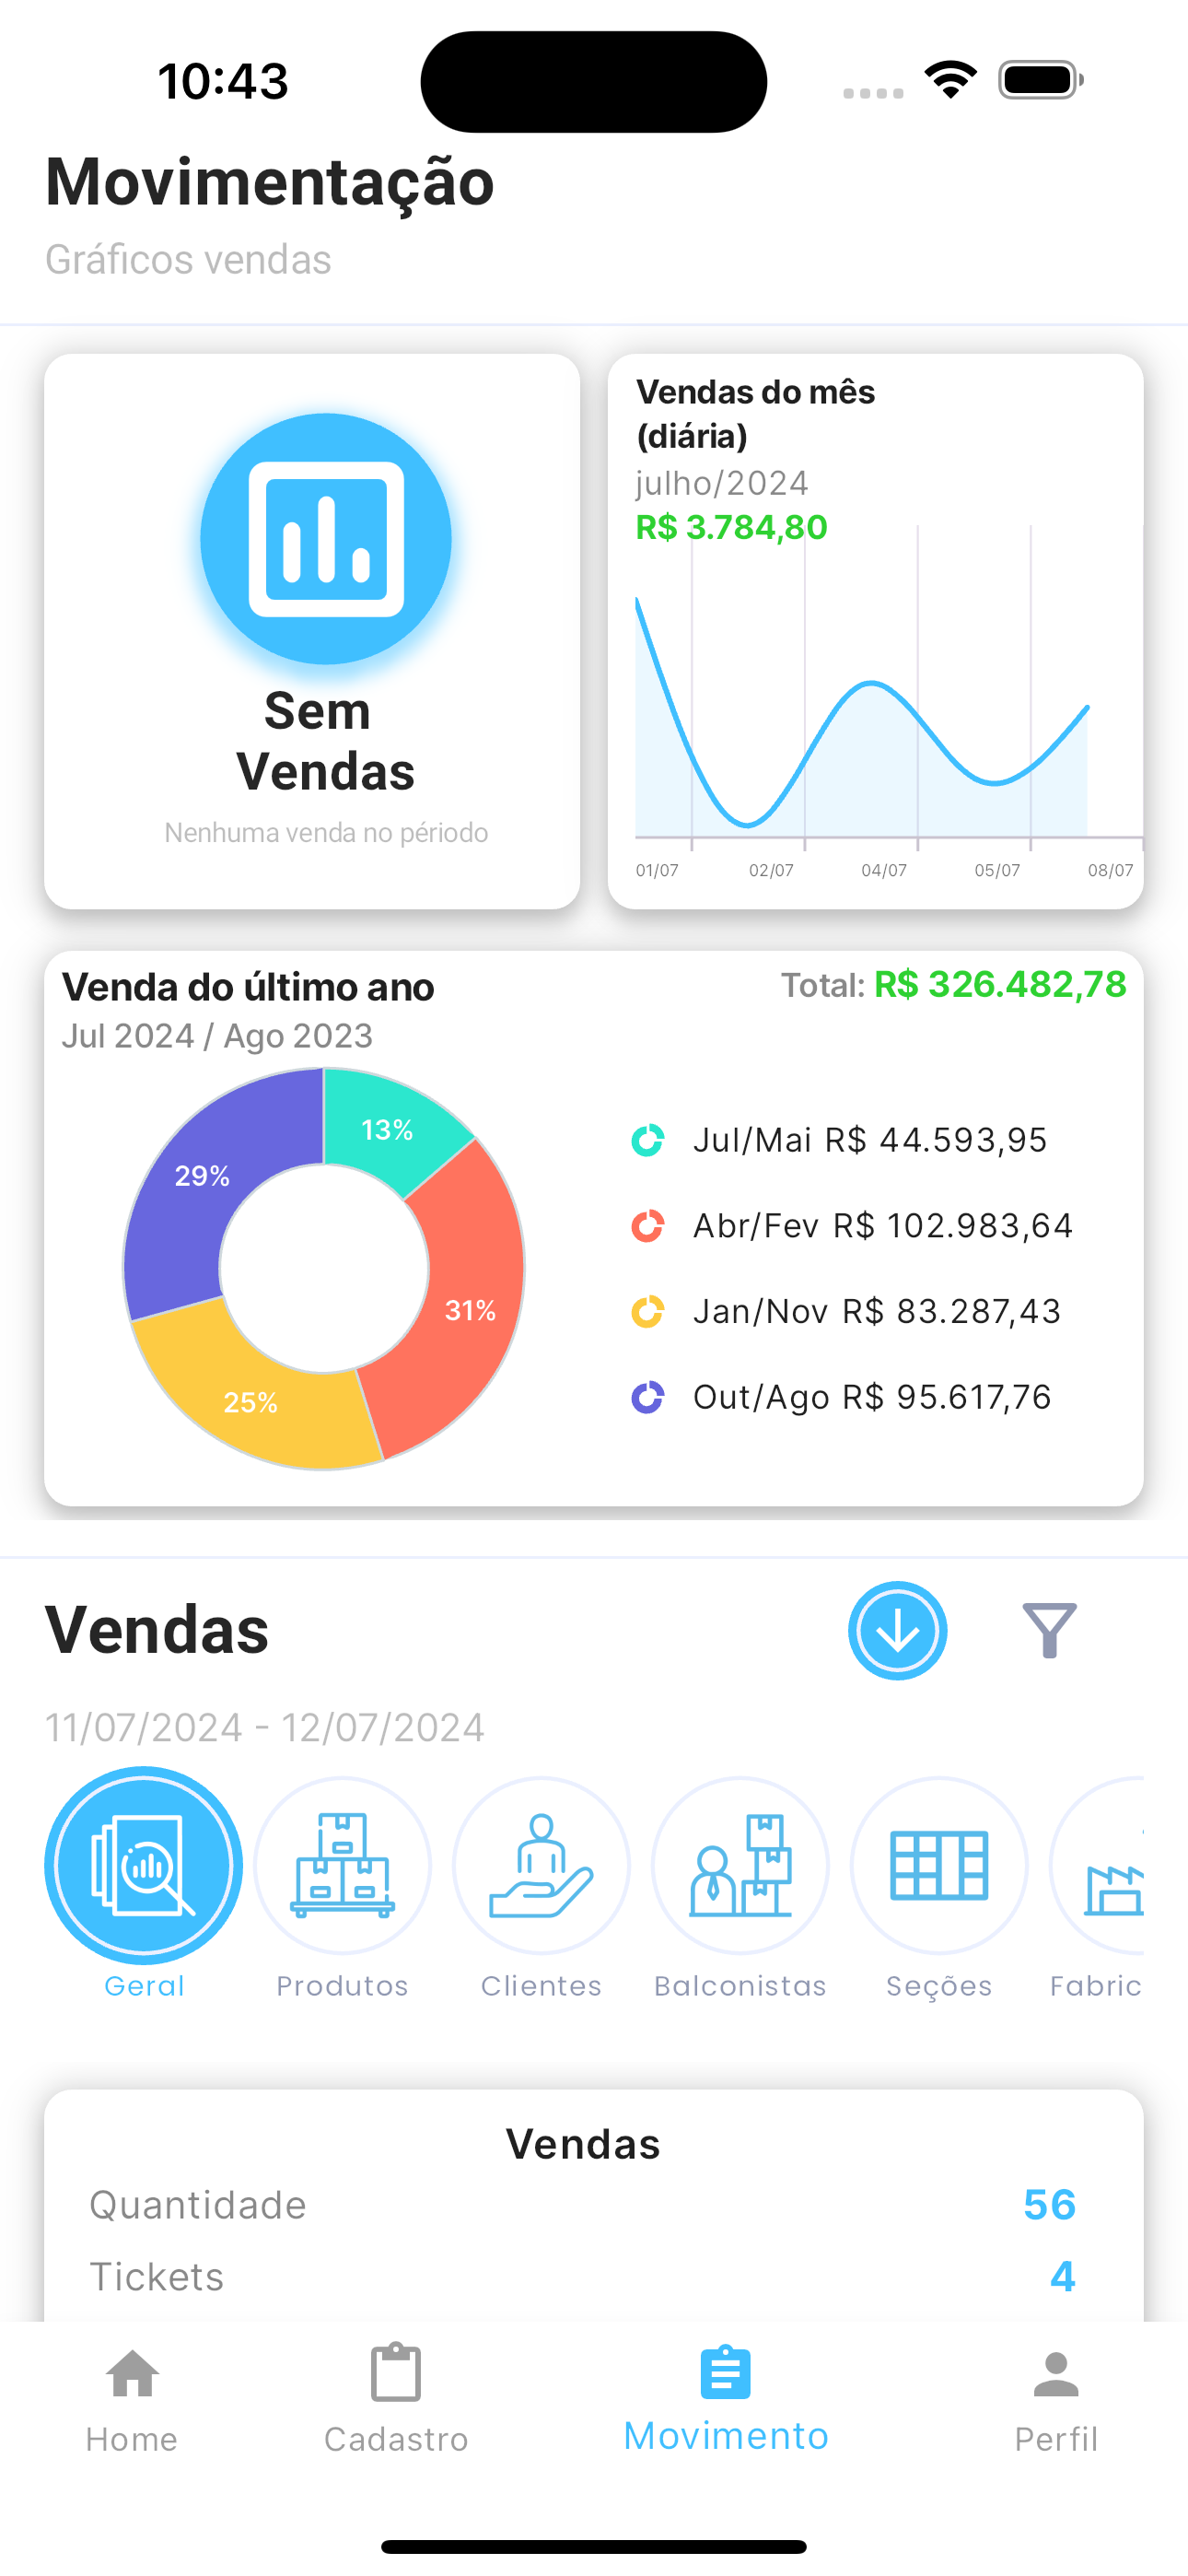 10:43
Movimentação
Gráficos vendas
Sem
Vendas
Nenhuma venda no périodo
Vendas do mês
(diária)
julho/2024
R$ 3.784,80
01/07 02/07 04/07 05/07 08/07
Venda do último ano
Total: R$ 326.482,78
Jul 2024 / Ago 2023
13%
29%
31%
25%
Jul/Mai R$ 44.593,95
Abr/Fev R$ 102.983,64
Jan/Nov R$ 83.287,43
Out/Ago R$ 95.617,76
Vendas
11/07/2024 - 12/07/2024
Geral Produtos Clientes Balconistas Seções Fabric
Vendas
Quantidade 56
Tickets 4
Home Cadastro Movimento Perfil